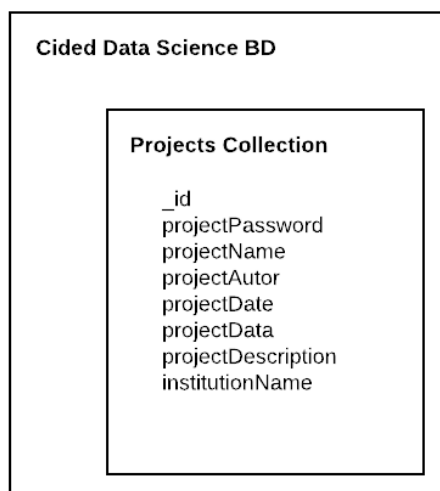 Cided Data Science BD
Projects Collection
_id
projectPassword
projectName
projectAutor
projectDate
projectData
projectDescription
institutionName